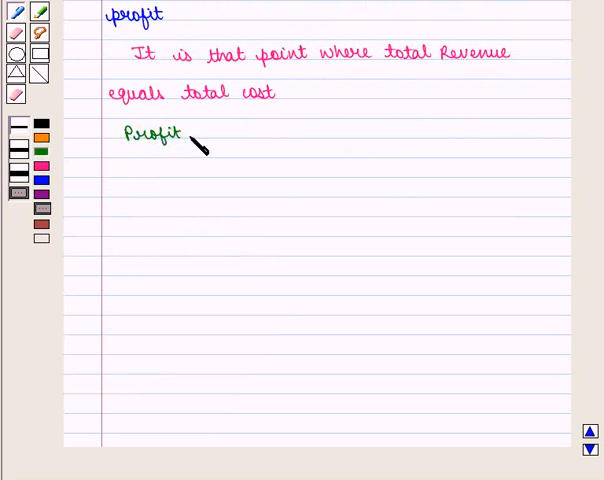 profit
It is that point where total Revenue
equals total cost
Profit